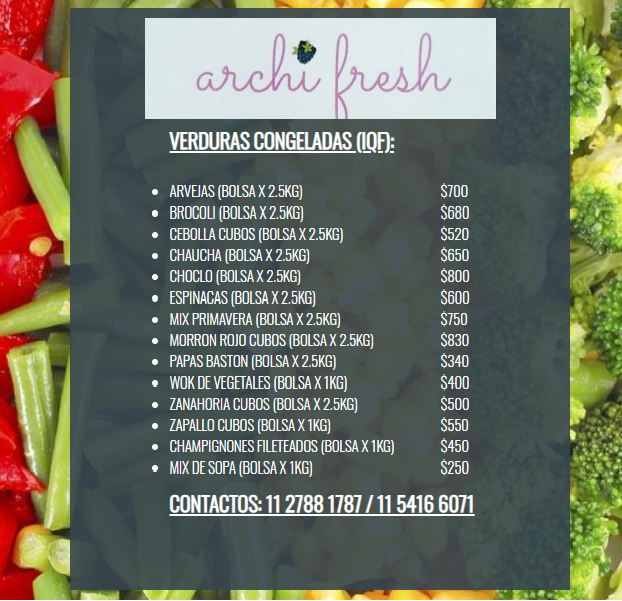 archi fresh
VERDURAS CONGELADAS (IQF):
ARVEJAS (BOLSA X 2.5KG) $700
BROCOLI (BOLSA X 2.5KG) $680
CEBOLLA CUBOS (BOLSA X 2.5KG) $520
CHAUCHA (BOLSA X 2.5KG) $650
CHOCLO (BOLSA X 2.5KG) $800
ESPINACAS (BOLSA X 2.5KG) $600
MIX PRIMAVERA (BOLSA X 2.5KG) $750
MORRON ROJO CUBOS (BOLSA X 2.5KG) $830
PAPAS BASTON (BOLSA X 2.5KG) $340
WOK DE VEGETALES (BOLSA X 1KG) $400
ZANAHORIA CUBOS (BOLSA X 2.5KG) $500
ZAPALLO CUBOS (BOLSA X 1KG) $550
CHAMPIGNONES FILETEADOS (BOLSA X 1KG) $450
MIX DE SOPA (BOLSA X 1KG) $250
CONTACTOS: 11 2788 1787 / 11 5416 6071